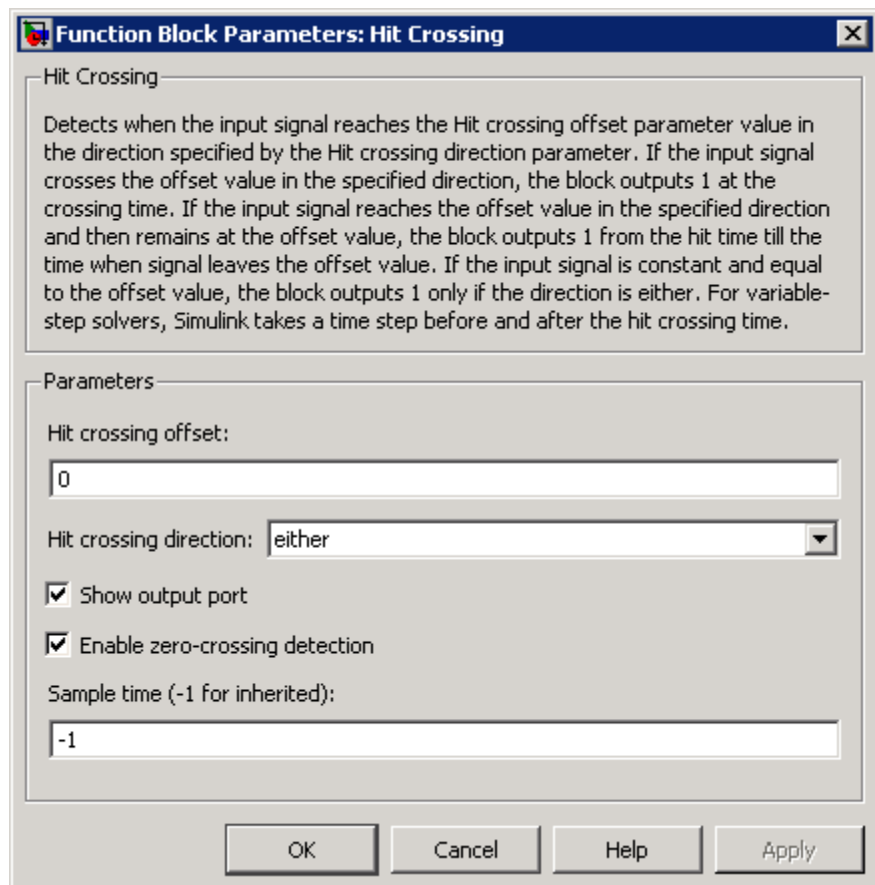 Function Block Parameters: Hit Crossing
Hit Crossing
Detects when the input signal reaches the Hit crossing offset parameter value in
the direction specified by the Hit crossing direction parameter. If the input signal
crosses the offset value in the specified direction, the block outputs 1 at the
crossing time. If the input signal reaches the offset value in the specified direction
and then remains at the offset value, the block outputs 1 from the hit time till the
time when signal leaves the offset value. If the input signal is constant and equal
to the offset value, the block outputs 1 only if the direction is either. For variable-
step solvers, Simulink takes a time step before and after the hit crossing time.
Parameters
Hit crossing offset:
0
Hit crossing direction: either
Show output port
Enable zero-crossing detection
Sample time (-1 for inherited):
-1
OK Cancel Help Apply